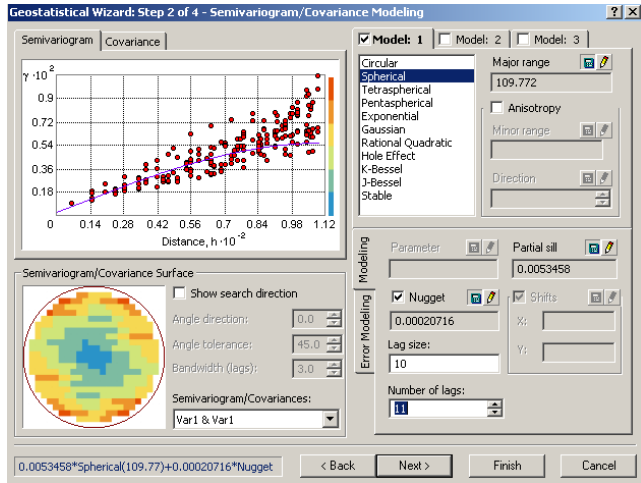 Geostatistical Wizard: Step 2 of 4 - Semivariogram/Covariance Modeling
Semivariogram Covariance
γ·10⁻²
0.9
0.72
0.54
0.36
0.18
0 0.14 0.28 0.42 0.56 0.7 0.84 0.98 1.12
Distance, h·10⁻²
Semivariogram/Covariance Surface
Show search direction
Angle direction: 0.0
Angle tolerance: 45.0
Bandwidth (lags): 3.0
Semivariogram/Covariances:
Var1 & Var1
Model: 1 Model: 2 Model: 3
Circular
Spherical
Tetraspherical
Pentaspherical
Exponential
Gaussian
Rational Quadratic
Hole Effect
K-Bessel
J-Bessel
Stable
Major range
109.772
Anisotropy
Minor range
Direction
Modeling
Error Modeling
Parameter
Partial sill
0.0053458
Nugget
0.00020716
Shifts
X:
Y:
Lag size:
10
Number of lags:
11
0.0053458*Spherical(109.77)+0.00020716*Nugget
< Back
Next >
Finish
Cancel